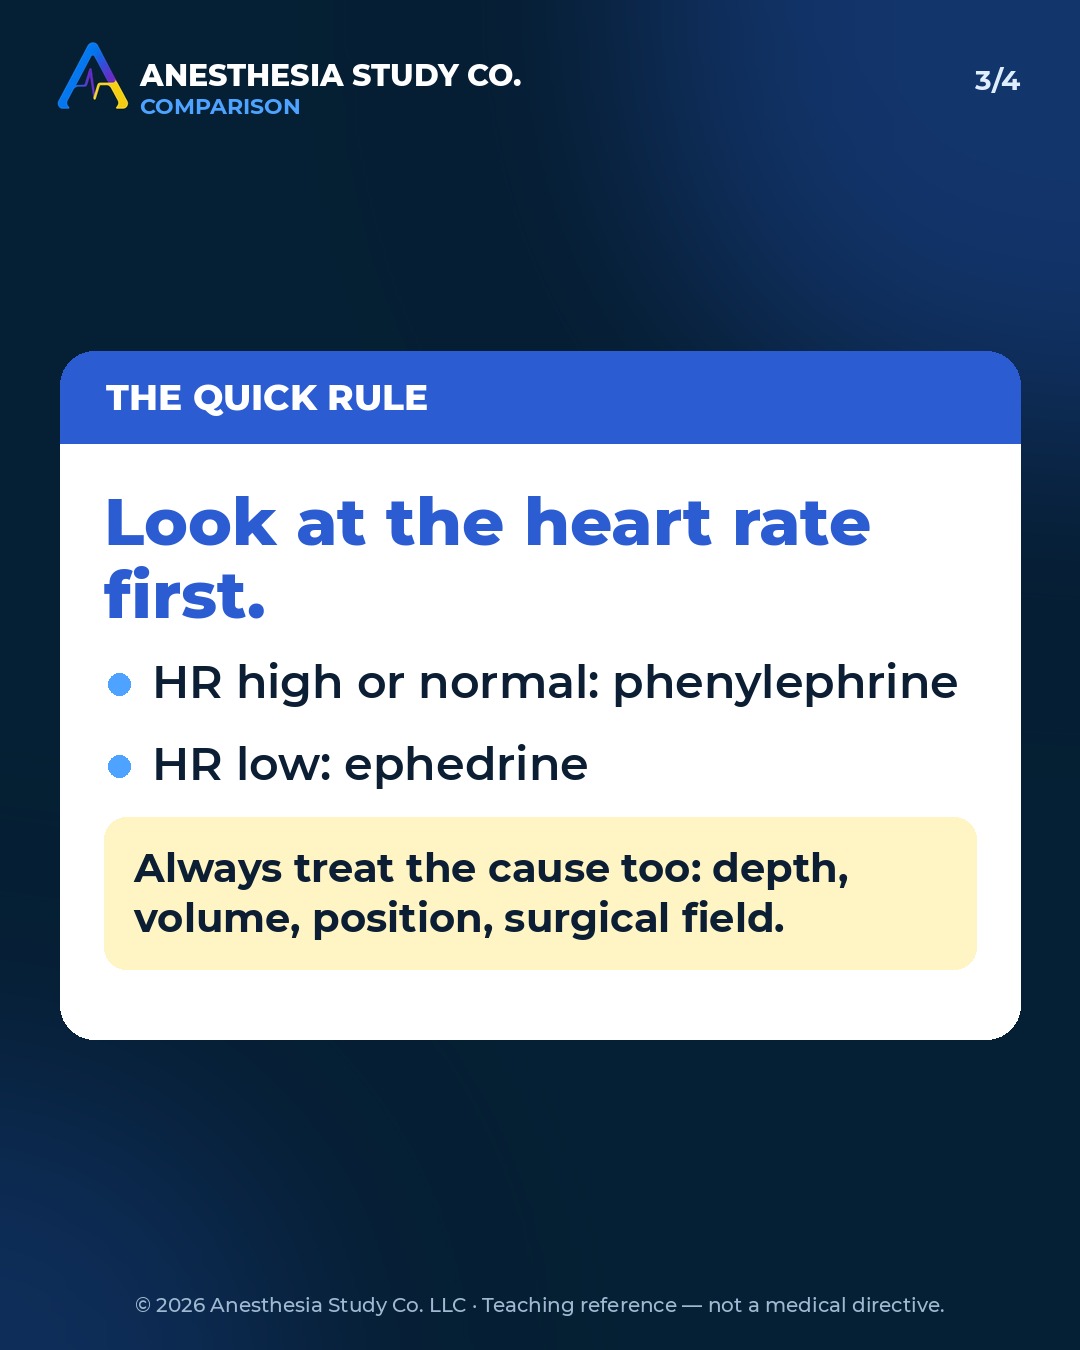 ANESTHESIA STUDY CO.
COMPARISON
3/4
THE QUICK RULE
Look at the heart rate
first.
HR high or normal: phenylephrine
HR low: ephedrine
Always treat the cause too: depth,
volume, position, surgical field.
© 2026 Anesthesia Study Co. LLC · Teaching reference — not a medical directive.